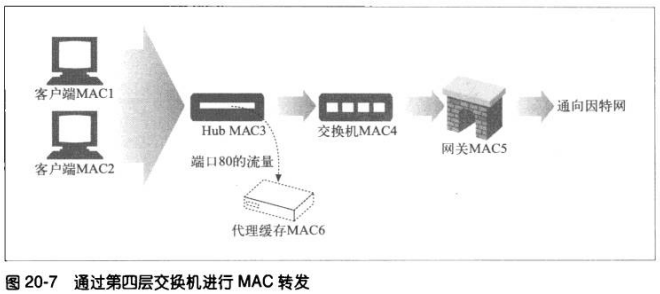 客户端MAC1
客户端MAC2
Hub MAC3
交换机MAC4
网关MAC5
通向因特网
端口80的流量
代理缓存MAC6
图 20-7 通过第四层交换机进行 MAC 转发